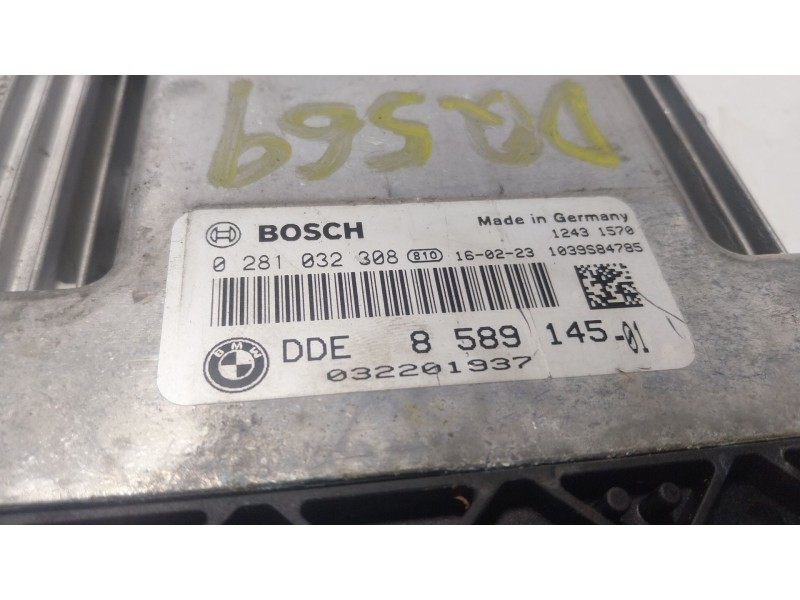 DQ569
BOSCH
Made in Germany
1243 1570
0 281 032 308 810 16-02-23 1039S84785
BMW DDE 8 589 145-01
032201937